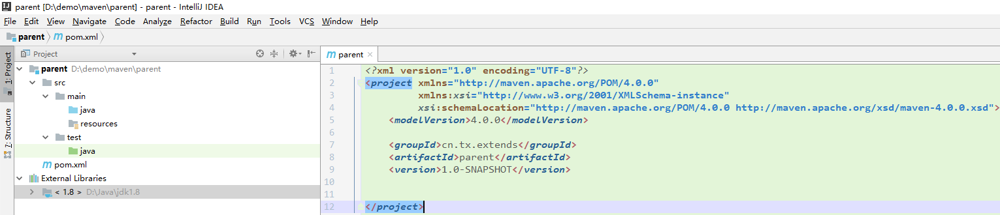 parent [D:\demo\maven\parent] - parent - IntelliJ IDEA
File Edit View Navigate Code Analyze Refactor Build Run Tools VCS Window Help
parent m pom.xml
1: Project
Z: Structure
Project
parent D:\demo\maven\parent
src
main
java
resources
test
java
m pom.xml
External Libraries
< 1.8 > D:\Java\jdk1.8
m parent
1 <?xml version="1.0" encoding="UTF-8"?>
2 <project xmlns="http://maven.apache.org/POM/4.0.0"
3 xmlns:xsi="http://www.w3.org/2001/XMLSchema-instance"
4 xsi:schemaLocation="http://maven.apache.org/POM/4.0.0 http://maven.apache.org/xsd/maven-4.0.0.xsd">
5 <modelVersion>4.0.0</modelVersion>
6
7 <groupId>cn.tx.extends</groupId>
8 <artifactId>parent</artifactId>
9 <version>1.0-SNAPSHOT</version>
10
11
12 </project>